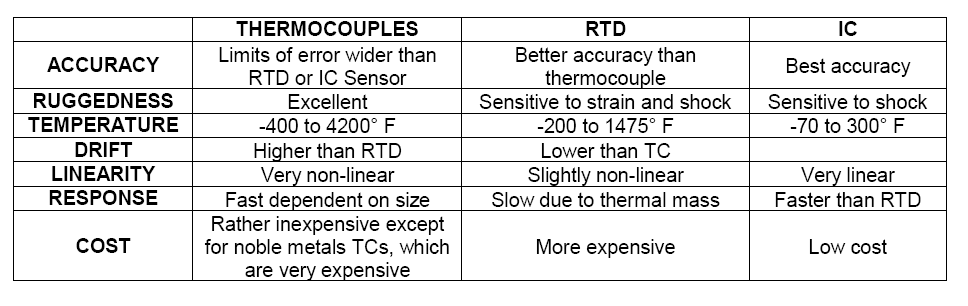 THERMOCOUPLES RTD IC
ACCURACY Limits of error wider than RTD or IC Sensor Better accuracy than thermocouple Best accuracy
RUGGEDNESS Excellent Sensitive to strain and shock Sensitive to shock
TEMPERATURE -400 to 4200° F -200 to 1475° F -70 to 300° F
DRIFT Higher than RTD Lower than TC
LINEARITY Very non-linear Slightly non-linear Very linear
RESPONSE Fast dependent on size Slow due to thermal mass Faster than RTD
COST Rather inexpensive except for noble metals TCs, which are very expensive More expensive Low cost